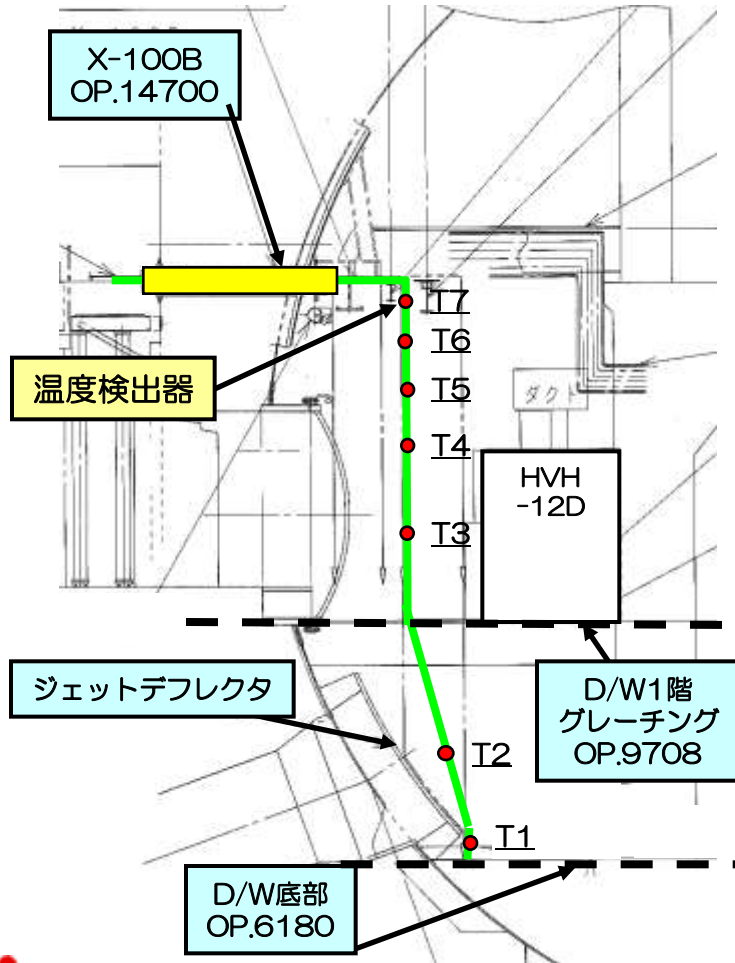 X-100B
OP.14700
T7
T6
温度検出器
T5
ダクト
T4
HVH
-12D
T3
ジェットデフレクタ
D/W1階
グレーチング
OP.9708
T2
T1
D/W底部
OP.6180